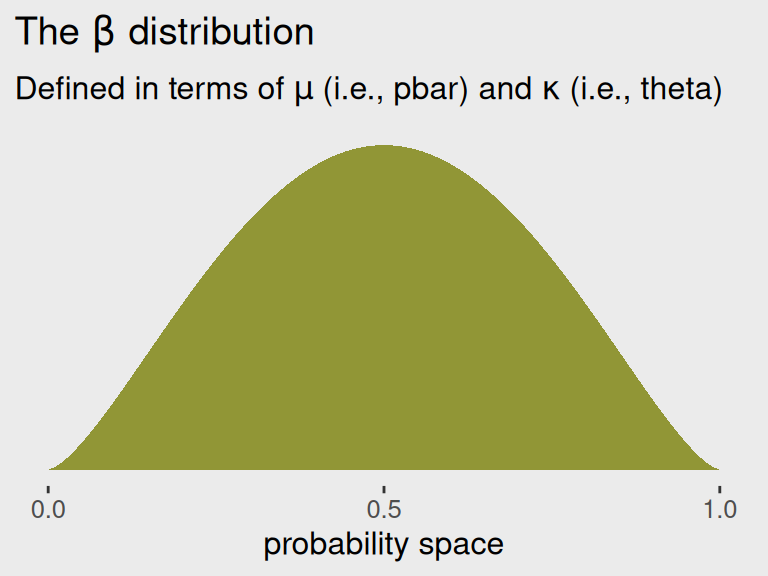 The β distribution
Defined in terms of μ (i.e., pbar) and κ (i.e., theta)
0.0 0.5 1.0
probability space